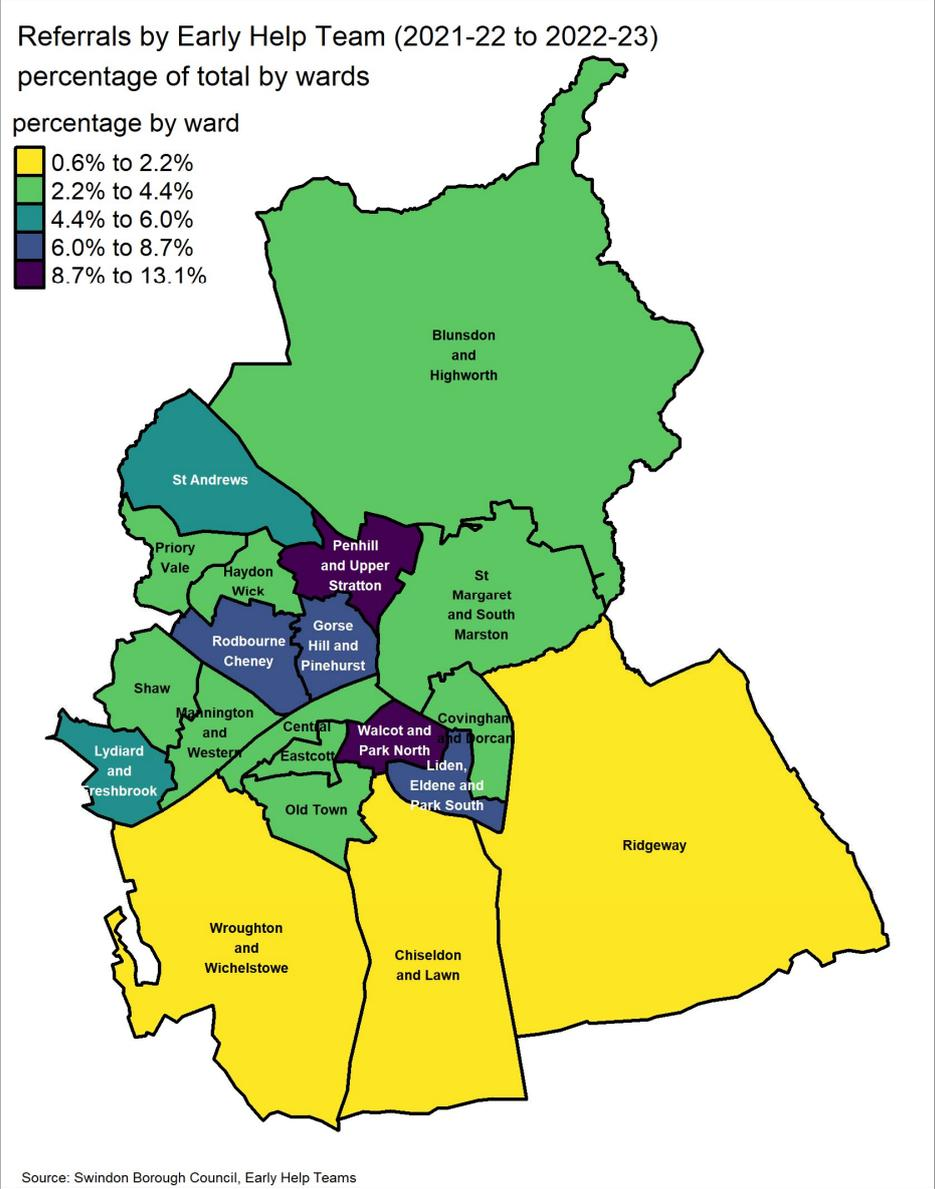 Referrals by Early Help Team (2021-22 to 2022-23)
percentage of total by wards
percentage by ward
0.6% to 2.2%
2.2% to 4.4%
4.4% to 6.0%
6.0% to 8.7%
8.7% to 13.1%
Blunsdon
and
Highworth
St Andrews
Priory
Vale
Haydon
Wick
Penhill
and Upper
Stratton
St
Margaret
and South
Marston
Rodbourne
Cheney
Gorse
Hill and
Pinehurst
Shaw
Mannington
and
Western
Central
Eastcott
Walcot and
Park North
Covingham
and Dorcan
Lydiard
and
Freshbrook
Liden,
Eldene and
Park South
Old Town
Ridgeway
Wroughton
and
Wichelstowe
Chiseldon
and Lawn
Source: Swindon Borough Council, Early Help Teams